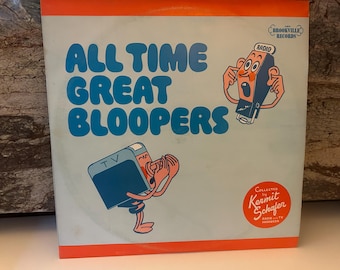 BROOKVILLE
RECORDS
ALL TIME
GREAT
BLOOPERS
RADIO
TV
COLLECTED
by
Kermit
Schafer